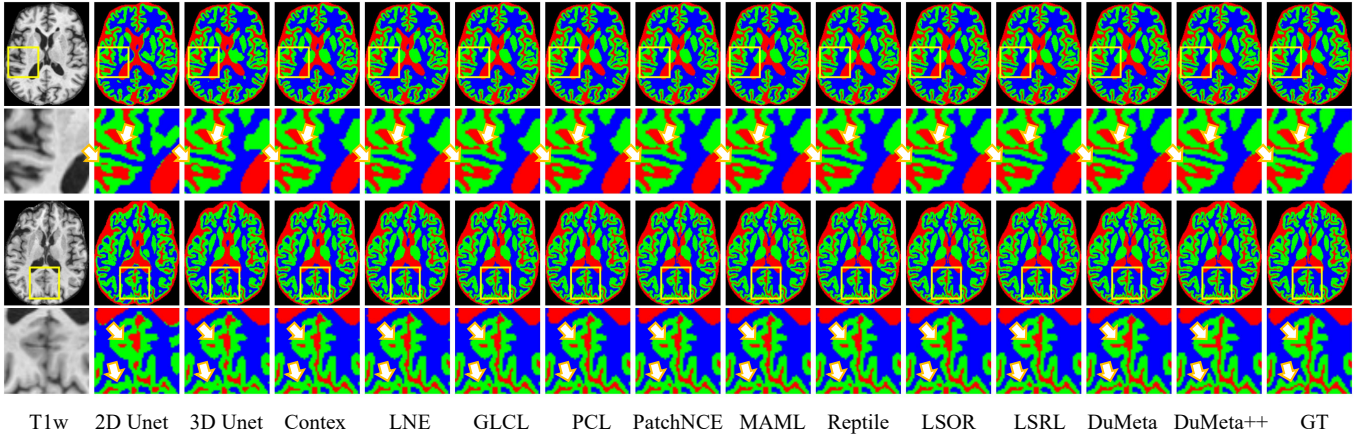 T1w 2D Unet 3D Unet Contex LNE GLCL PCL PatchNCE MAML Reptile LSOR LSRL DuMeta DuMeta++ GT